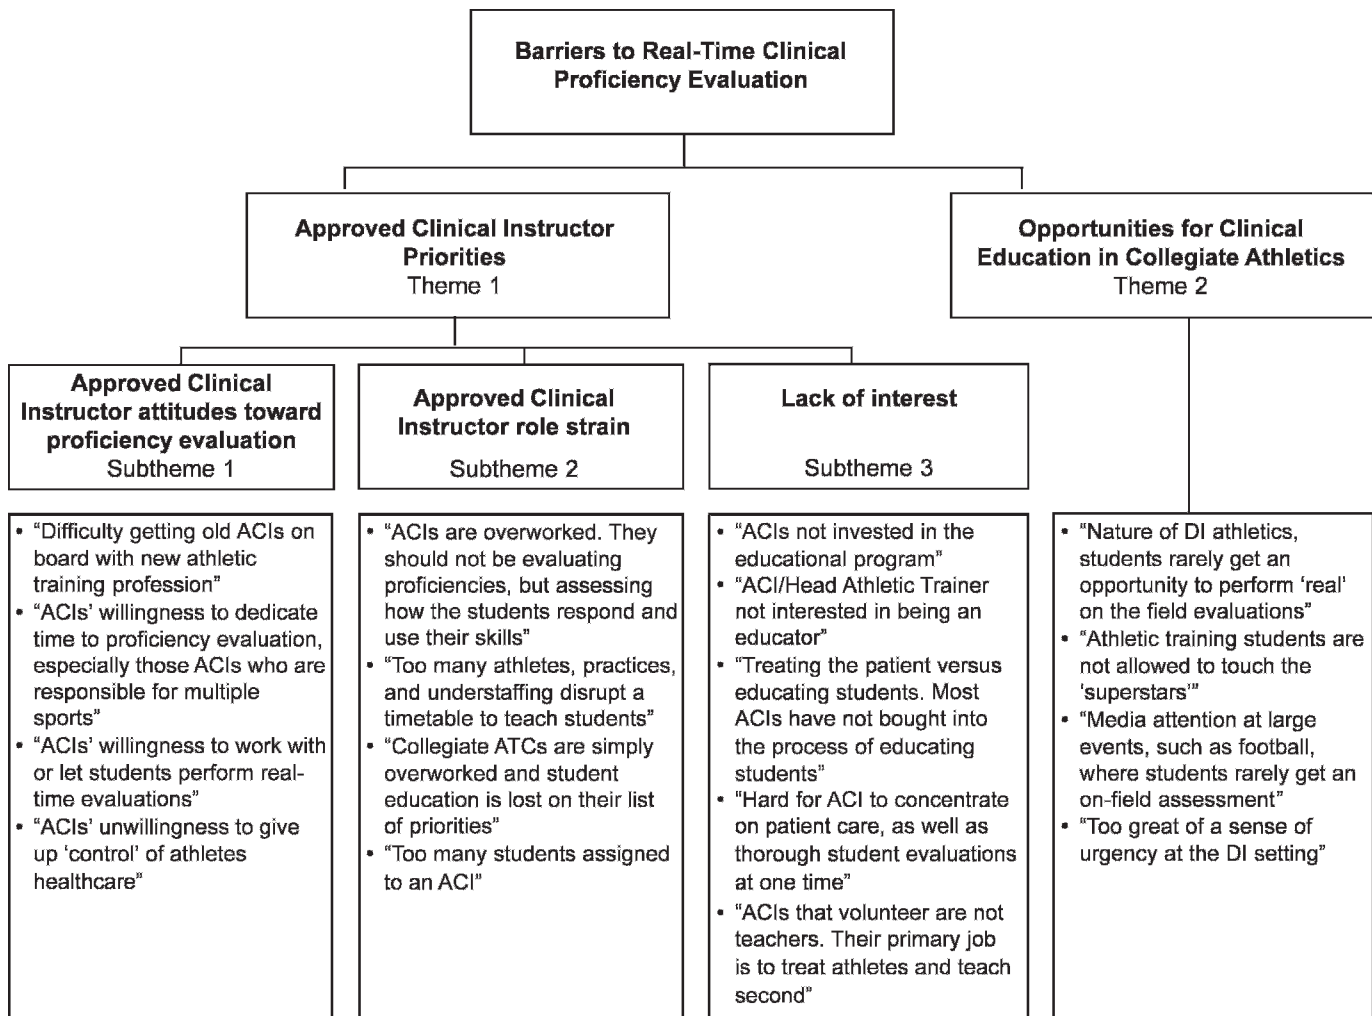 Barriers to Real-Time Clinical
Proficiency Evaluation
Approved Clinical Instructor
Priorities
Theme 1
Opportunities for Clinical
Education in Collegiate Athletics
Theme 2
Approved Clinical
Instructor attitudes toward
proficiency evaluation
Subtheme 1
Approved Clinical
Instructor role strain
Subtheme 2
Lack of interest
Subtheme 3
• “Difficulty getting old ACIs on
board with new athletic
training profession”
• “ACIs’ willingness to dedicate
time to proficiency evaluation,
especially those ACIs who are
responsible for multiple
sports”
• “ACIs’ willingness to work with
or let students perform real-
time evaluations”
• “ACIs’ unwillingness to give
up ‘control’ of athletes
healthcare”
• “ACIs are overworked. They
should not be evaluating
proficiencies, but assessing
how the students respond and
use their skills”
• “Too many athletes, practices,
and understaffing disrupt a
timetable to teach students”
• “Collegiate ATCs are simply
overworked and student
education is lost on their list
of priorities”
• “Too many students assigned
to an ACI”
• “ACIs not invested in the
educational program”
• “ACI/Head Athletic Trainer
not interested in being an
educator”
• “Treating the patient versus
educating students. Most
ACIs have not bought into
the process of educating
students”
• “Hard for ACI to concentrate
on patient care, as well as
thorough student evaluations
at one time”
• “ACIs that volunteer are not
teachers. Their primary job
is to treat athletes and teach
second”
• “Nature of DI athletics,
students rarely get an
opportunity to perform ‘real’
on the field evaluations”
• “Athletic training students are
not allowed to touch the
‘superstars’”
• “Media attention at large
events, such as football,
where students rarely get an
on-field assessment”
• “Too great of a sense of
urgency at the DI setting”